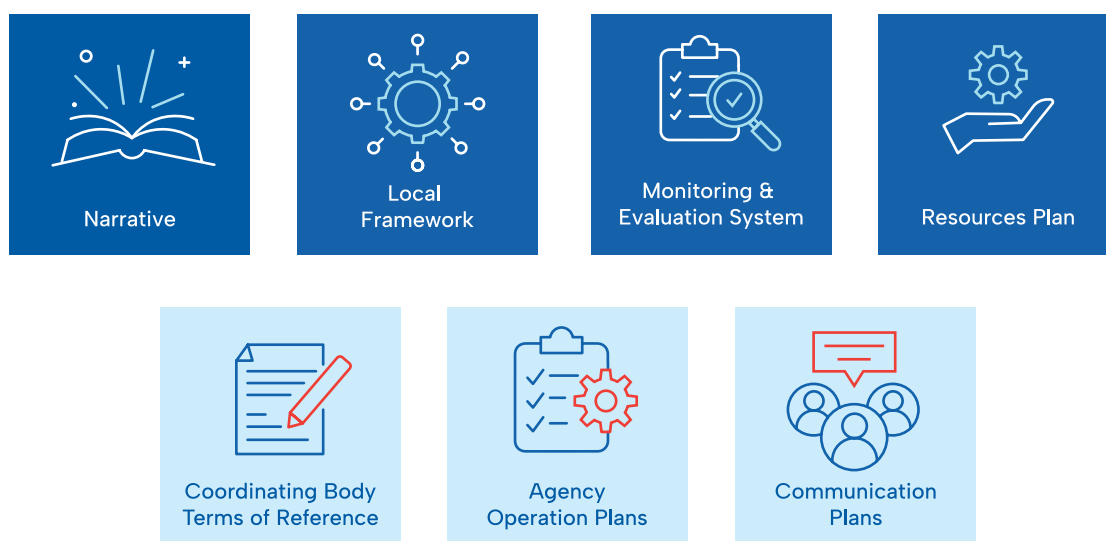 Narrative
Local
Framework
Monitoring &
Evaluation System
Resources Plan
Coordinating Body
Terms of Reference
Agency
Operation Plans
Communication
Plans